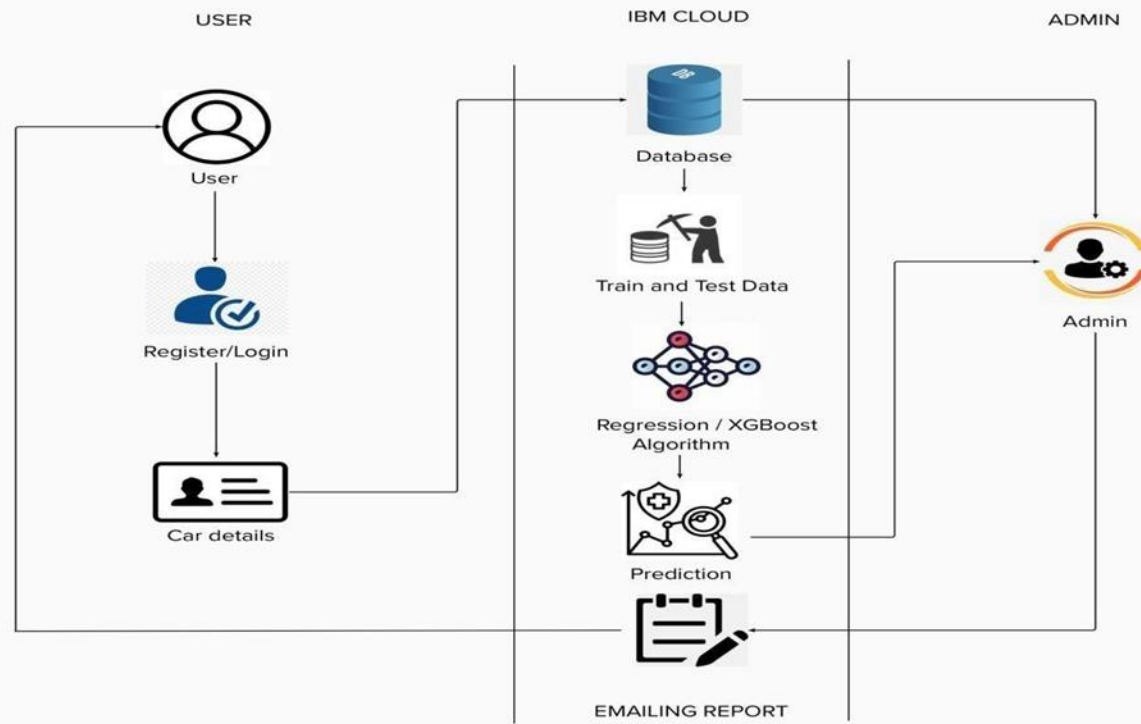 USER
IBM CLOUD
ADMIN
DB
Database
User
Train and Test Data
Admin
Register/Login
Regression / XGBoost
Algorithm
Car details
Prediction
EMAILING REPORT